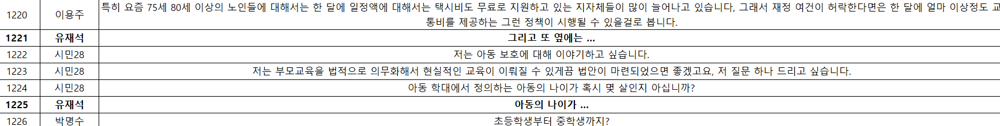 1220 이용주 특히 요즘 75세 80세 이상의 노인들에 대해서는 한 달에 일정액에 대해서는 택시비도 무료로 지원하고 있는 지자체들이 많이 늘어나고 있습니다, 그래서 재정 여건이 허락한다면은 한 달에 얼마 이상정도 교
통비를 제공하는 그런 정책이 시행될 수 있을걸로 봅니다.
1221 유재석 그리고 또 옆에는 ...
1222 시민28 저는 아동 보호에 대해 이야기하고 싶습니다.
1223 시민28 저는 부모교육을 법적으로 의무화해서 현실적인 교육이 이뤄질 수 있게끔 법안이 마련되었으면 좋겠고요, 저 질문 하나 드리고 싶습니다.
1224 시민28 아동 학대에서 정의하는 아동의 나이가 혹시 몇 살인지 아십니까?
1225 유재석 아동의 나이가 ...
1226 박명수 초등학생부터 중학생까지?